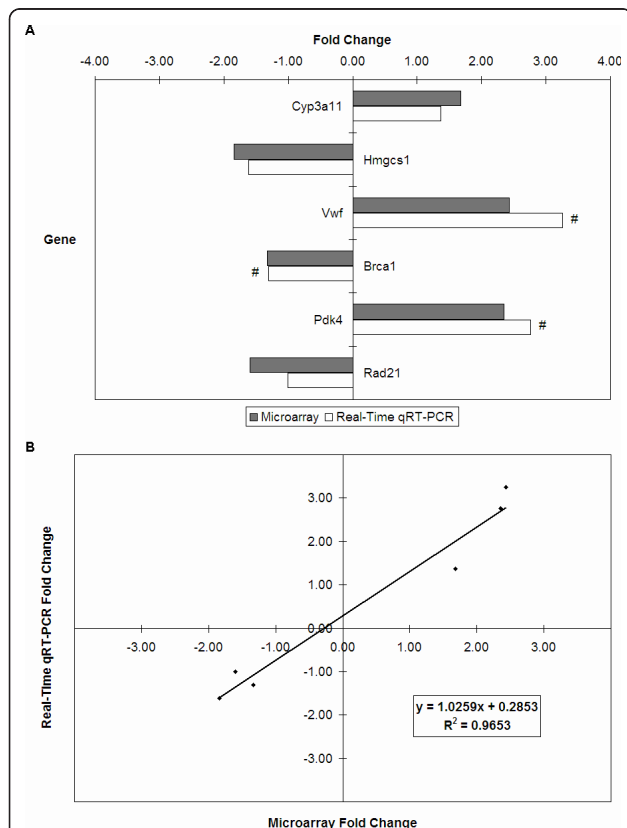 A
Fold Change
-4.00 -3.00 -2.00 -1.00 0.00 1.00 2.00 3.00 4.00
Cyp3a11
Hmgcs1
Vwf
#
Gene
Brca1
#
Pdk4
#
Rad21
Microarray Real-Time qRT-PCR
B
Real-Time qRT-PCR Fold Change
3.00
2.00
1.00
0.00
-3.00 -2.00 -1.00 0.00 1.00 2.00 3.00
-1.00
-2.00
-3.00
y = 1.0259x + 0.2853
R² = 0.9653
Microarray Fold Change